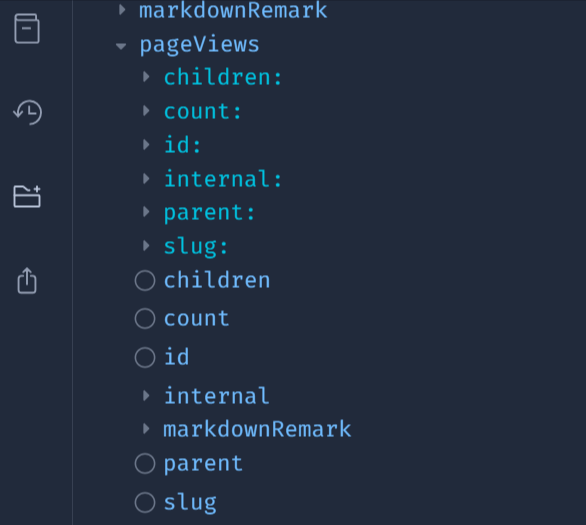 markdownRemark
pageViews
children:
count:
id:
internal:
parent:
slug:
children
count
id
internal
markdownRemark
parent
slug